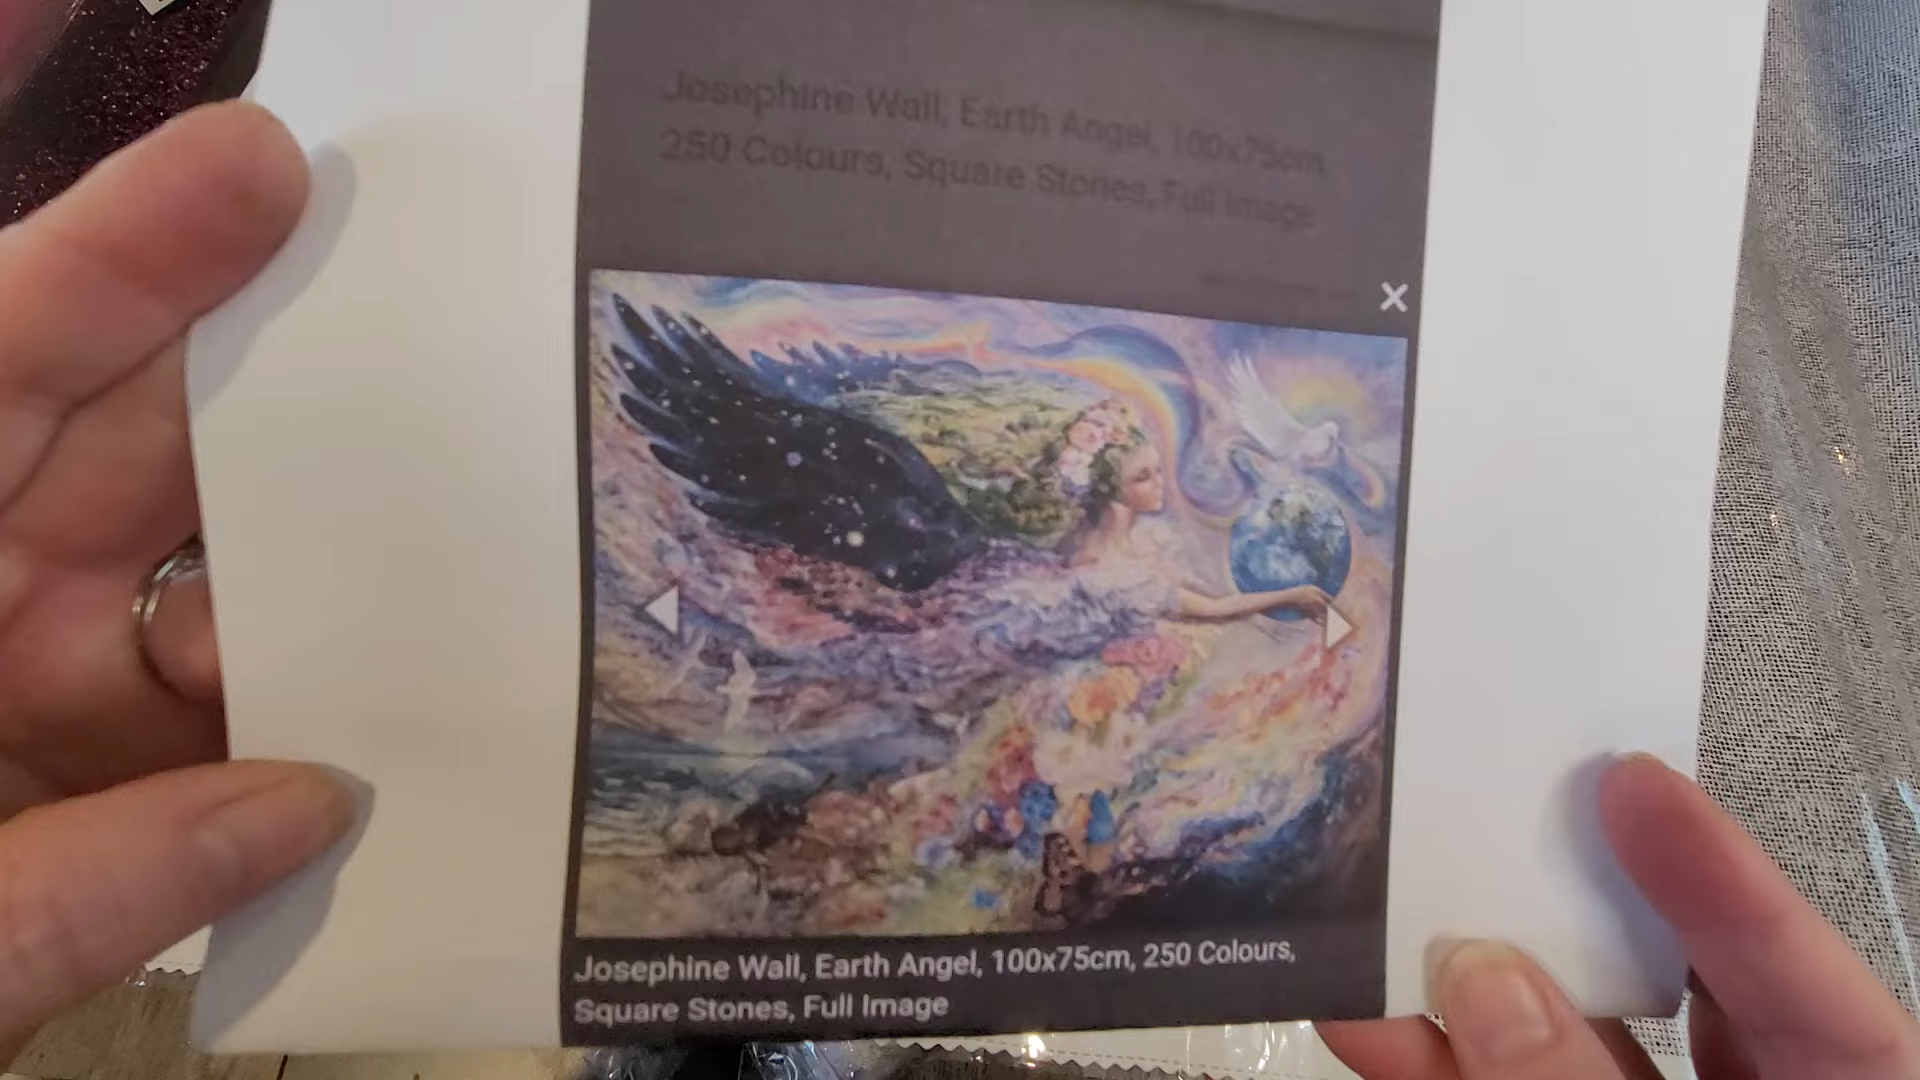 Josephine Wall, Earth Angel, 100x75cm,
250 Colours, Square Stones, Full Image
Josephine Wall, Earth Angel, 100x75cm, 250 Colours,
Square Stones, Full Image